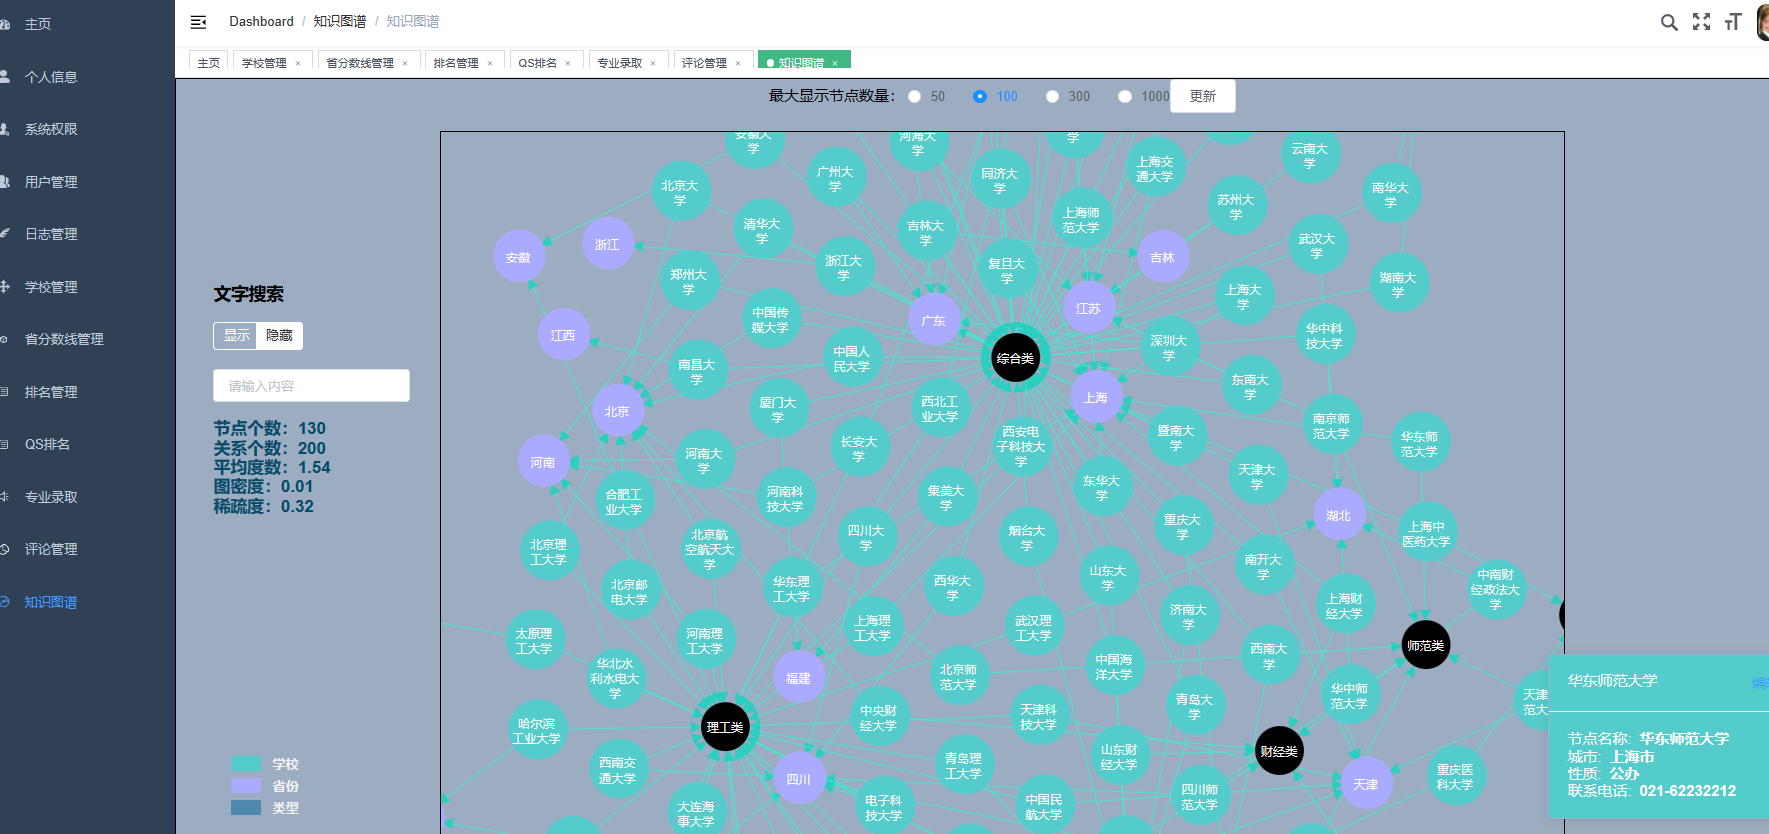 主页
个人信息
系统权限
用户管理
日志管理
学校管理
省分数线管理
排名管理
QS排名
专业录取
评论管理
知识图谱
Dashboard / 知识图谱 / 知识图谱
主页 学校管理 × 省分数线管理 × 排名管理 × QS排名 × 专业录取 × 评论管理 × 知识图谱 ×
最大显示节点数量： 50 100 300 1000 更新
文字搜索
显示 隐藏
请输入内容
节点个数：130
关系个数：200
平均度数：1.54
图密度：0.01
稀疏度：0.32
学校
省份
类型
安徽大
学
河海大
学
学
北京大
学
广州大
学
同济大
学
上海交
通大学
云南大
学
南华大
学
清华大
学
吉林大
学
上海师
范大学
苏州大
学
武汉大
学
安徽
浙江
浙江大
学
复旦大
学
吉林
湖南大
学
郑州大
学
中国传
媒大学
广东
江苏
上海大
学
华中科
技大学
江西
南昌大
学
中国人
民大学
综合类
深圳大
学
东南大
学
北京
厦门大
学
西北工
业大学
上海
南京师
范大学
华东师
范大学
河南
河南大
学
长安大
学
西安电
子科技大
学
暨南大
学
天津大
学
合肥工
业大学
河南科
技大学
集美大
学
东华大
学
湖北
上海中
医药大学
北京理
工大学
北京航
空航天大
学
四川大
学
烟台大
学
重庆大
学
南开大
学
北京邮
电大学
华东理
工大学
西华大
学
山东大
学
上海财
经大学
中南财
经政法大
学
太原理
工大学
河南理
工大学
上海理
工大学
武汉理
工大学
济南大
学
西南大
学
师范类
华北水
利水电大
学
福建
北京师
范大学
中国海
洋大学
华中师
范大学
天津
范大
哈尔滨
工业大学
理工类
中央财
经大学
天津科
技大学
青岛大
学
财经类
西南交
通大学
四川
青岛理
工大学
山东财
经大学
天津
重庆医
科大学
大连海
事大学
电子科
技大学
中国民
航大学
四川师
范大学
华东师范大学
节点名称: 华东师范大学
城市: 上海市
性质: 公办
联系电话: 021-62232212